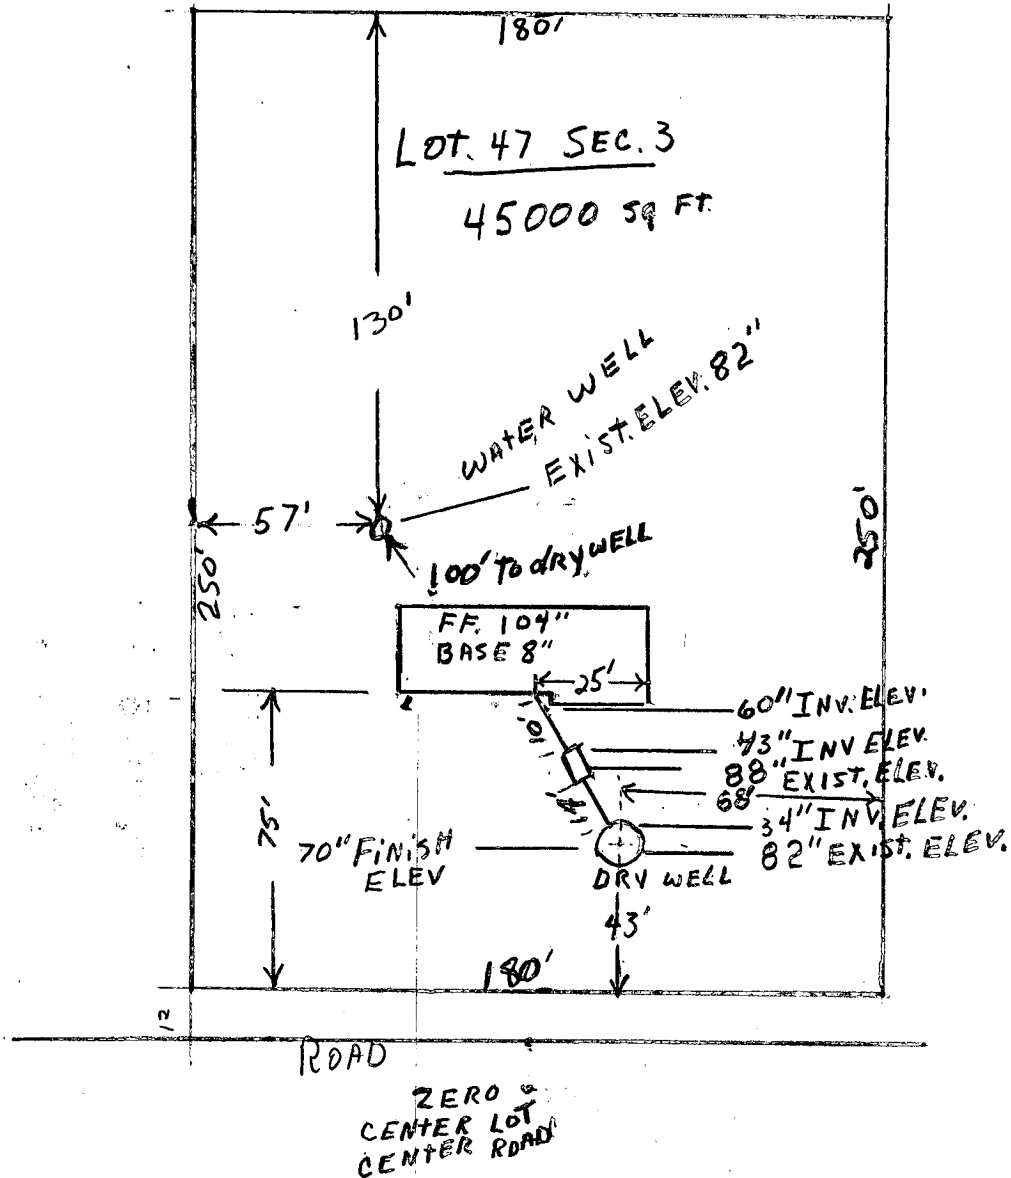 180'
LOT. 47 SEC. 3
45000 sq FT.
130'
WATER WELL
EXIST. ELEV. 82"
57'
250'
250'
100' To dRY WELL
FF. 104"
BASE 8"
25'
10'
60" INV. ELEV.
43" INV ELEV.
88" EXIST. ELEV.
68'
34" INV. ELEV.
82" EXIST. ELEV.
75'
14'
70" FINISH
ELEV
DRY WELL
43'
180'
12
ROAD
ZERO
CENTER LOT
CENTER ROAD